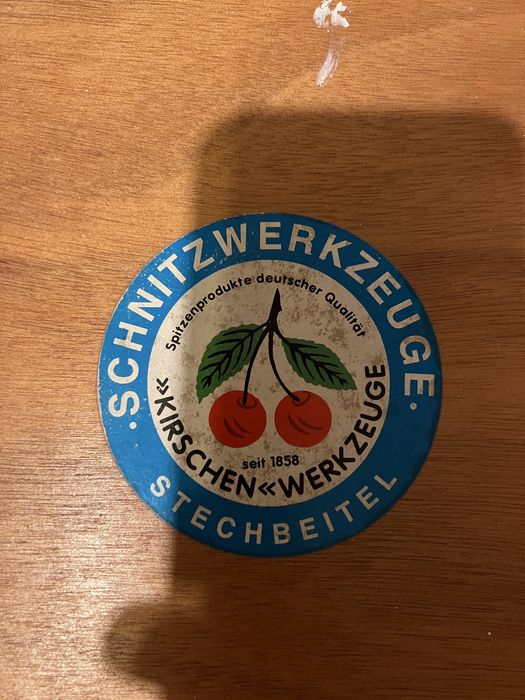 ·SCHNITZWERKZEUGE·
Spitzenprodukte deutscher Qualität
seit 1858
«KIRSCHEN«WERKZEUGE
STECHBEITEL